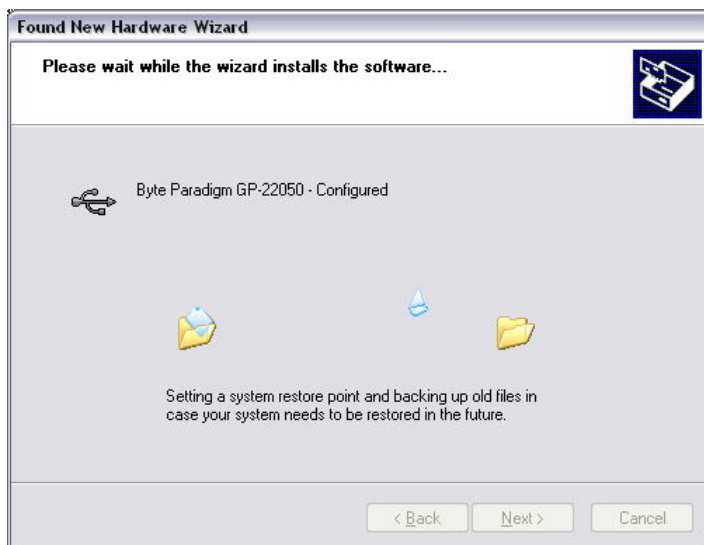 Found New Hardware Wizard
Please wait while the wizard installs the software...
Byte Paradigm GP-22050 - Configured
Setting a system restore point and backing up old files in
case your system needs to be restored in the future.
< Back
Next >
Cancel